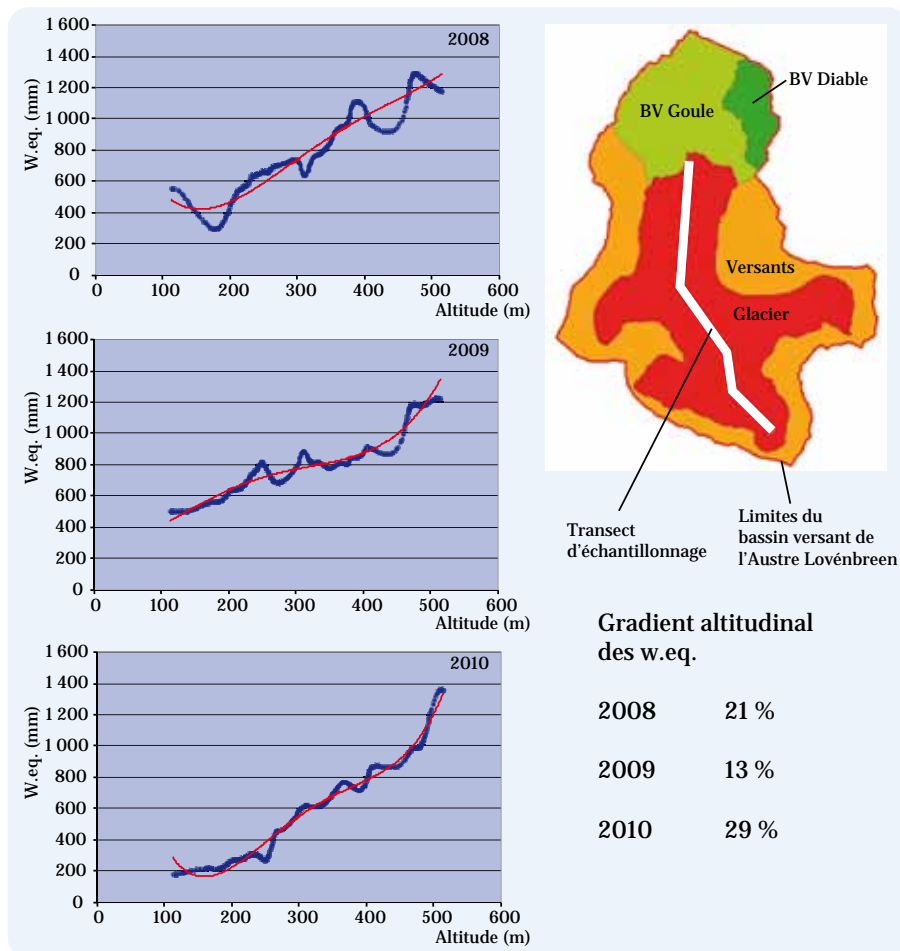 2008
W.eq. (mm)
1 600
1 400
1200
1 000
800
600
400
200
0
0 100 200 300 400 500 600
Altitude (m)
2009
W.eq. (mm)
1 600
1 400
1 200
1 000
800
600
400
200
0
0 100 200 300 400 500 600
Altitude (m)
2010
W.eq. (mm)
1 600
1 400
1 200
1 000
800
600
400
200
0
0 100 200 300 400 500 600
Altitude (m)
BV Diable
BV Goule
Versants
Glacier
Transect
d'échantillonnage
Limites du
bassin versant de
l'Austre Lovénbreen
Gradient altitudinal
des w.eq.
2008 21 %
2009 13 %
2010 29 %